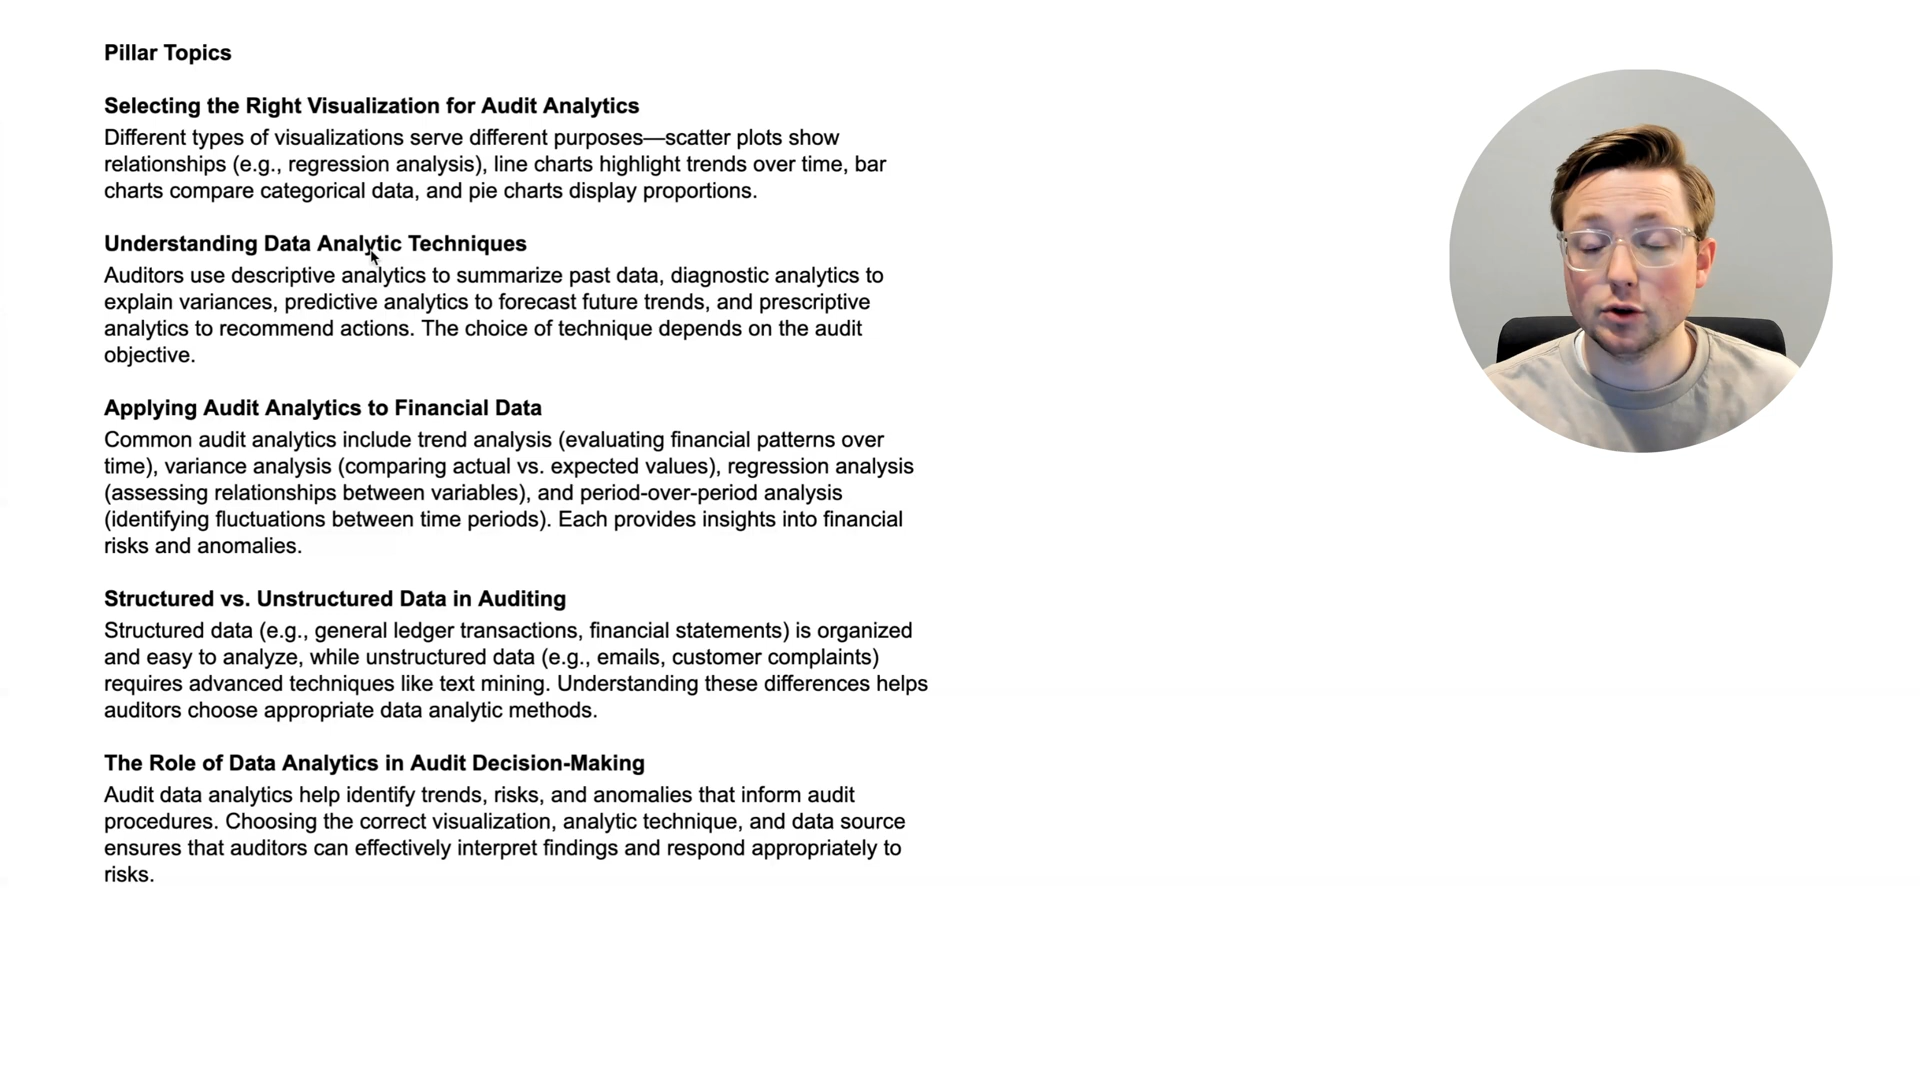 Pillar Topics
Selecting the Right Visualization for Audit Analytics
Different types of visualizations serve different purposes—scatter plots show
relationships (e.g., regression analysis), line charts highlight trends over time, bar
charts compare categorical data, and pie charts display proportions.
Understanding Data Analytic Techniques
Auditors use descriptive analytics to summarize past data, diagnostic analytics to
explain variances, predictive analytics to forecast future trends, and prescriptive
analytics to recommend actions. The choice of technique depends on the audit
objective.
Applying Audit Analytics to Financial Data
Common audit analytics include trend analysis (evaluating financial patterns over
time), variance analysis (comparing actual vs. expected values), regression analysis
(assessing relationships between variables), and period-over-period analysis
(identifying fluctuations between time periods). Each provides insights into financial
risks and anomalies.
Structured vs. Unstructured Data in Auditing
Structured data (e.g., general ledger transactions, financial statements) is organized
and easy to analyze, while unstructured data (e.g., emails, customer complaints)
requires advanced techniques like text mining. Understanding these differences helps
auditors choose appropriate data analytic methods.
The Role of Data Analytics in Audit Decision-Making
Audit data analytics help identify trends, risks, and anomalies that inform audit
procedures. Choosing the correct visualization, analytic technique, and data source
ensures that auditors can effectively interpret findings and respond appropriately to
risks.